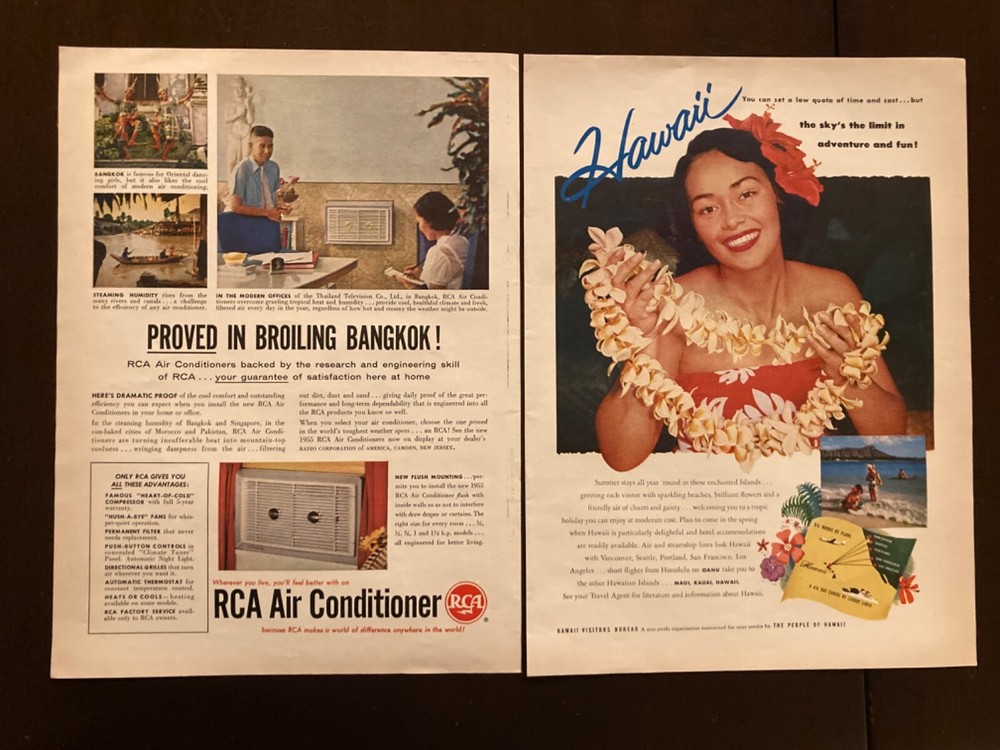 BANGKOK is famous for Oriental danc-
ing girls, but it also likes the cool
comfort of modern air conditioning.
STEAMING HUMIDITY rises from the
many rivers and canals . . . a challenge
to the efficiency of any air conditioner.
IN THE MODERN OFFICES of the Thailand Television Co., Ltd., in Bangkok, RCA Air Condi-
tioners overcome grueling tropical heat and humidity . . . provide cool, healthful climate and fresh,
filtered air every day in the year, regardless of how hot and steamy the weather might be outside.
PROVED IN BROILING BANGKOK!
RCA Air Conditioners backed by the research and engineering skill
of RCA . . . your guarantee of satisfaction here at home
HERE'S DRAMATIC PROOF of the cool comfort and outstanding
efficiency you can expect when you install the new RCA Air
Conditioners in your home or office.
In the steaming humidity of Bangkok and Singapore, in the
sun-baked cities of Morocco and Pakistan, RCA Air Condi-
tioners are turning insufferable heat into mountain-top
coolness . . . wringing dampness from the air . . . filtering
out dirt, dust and sand . . . giving daily proof of the great per-
formance and long-term dependability that is engineered into all
the RCA products you know so well.
When you select your air conditioner, choose the one proved
in the world's toughest weather spots . . . an RCA! See the new
1955 RCA Air Conditioners now on display at your dealer's
RADIO CORPORATION OF AMERICA, CAMDEN, NEW JERSEY.
ONLY RCA GIVES YOU
ALL THESE ADVANTAGES:
FAMOUS "HEART-OF-COLD"
COMPRESSOR with full 5-year
warranty.
"HUSH-A-BYE" FANS for whis-
per-quiet operation.
PERMANENT FILTER that never
needs replacement.
PUSH-BUTTON CONTROLS in
concealed "Climate Tuner"
Panel. Automatic Night Light.
DIRECTIONAL GRILLES that turn
air wherever you want it.
AUTOMATIC THERMOSTAT for
constant temperature control.
HEATS OR COOLS—heating
available on some models.
RCA FACTORY SERVICE avail-
able only to RCA owners.
NEW FLUSH MOUNTING . . . per-
mits you to install the new 1955
RCA Air Conditioner flush with
inside walls so as not to interfere
with draw drapes or curtains. The
right size for every room . . . ⅓,
½, ¾, 1 and 1½ h.p. models . . .
all engineered for better living.
Wherever you live, you'll feel better with an
RCA Air Conditioner
RCA
®
because RCA makes a world of difference anywhere in the world!
Hawaii
You can set a low quota of time and cost . . . but
the sky's the limit in
adventure and fun!
Summer stays all year 'round in these enchanted Islands . . .
greeting each visitor with sparkling beaches, brilliant flowers and a
friendly air of charm and gaiety . . . welcoming you to a tropic
holiday you can enjoy at moderate cost. Plan to come in the spring
when Hawaii is particularly delightful and hotel accommodations
are readily available. Air and steamship lines link Hawaii
with Vancouver, Seattle, Portland, San Francisco, Los
Angeles . . . short flights from Honolulu on OAHU take you to
the other Hawaiian Islands . . . MAUI, KAUAI, HAWAII.
See your Travel Agent for literature and information about Hawaii.
9½ HOURS BY PLANE
VANCOUVER
Hawaii
HAWAII VISITORS BUREAU A non-profit organization maintained for your service by THE PEOPLE OF HAWAII